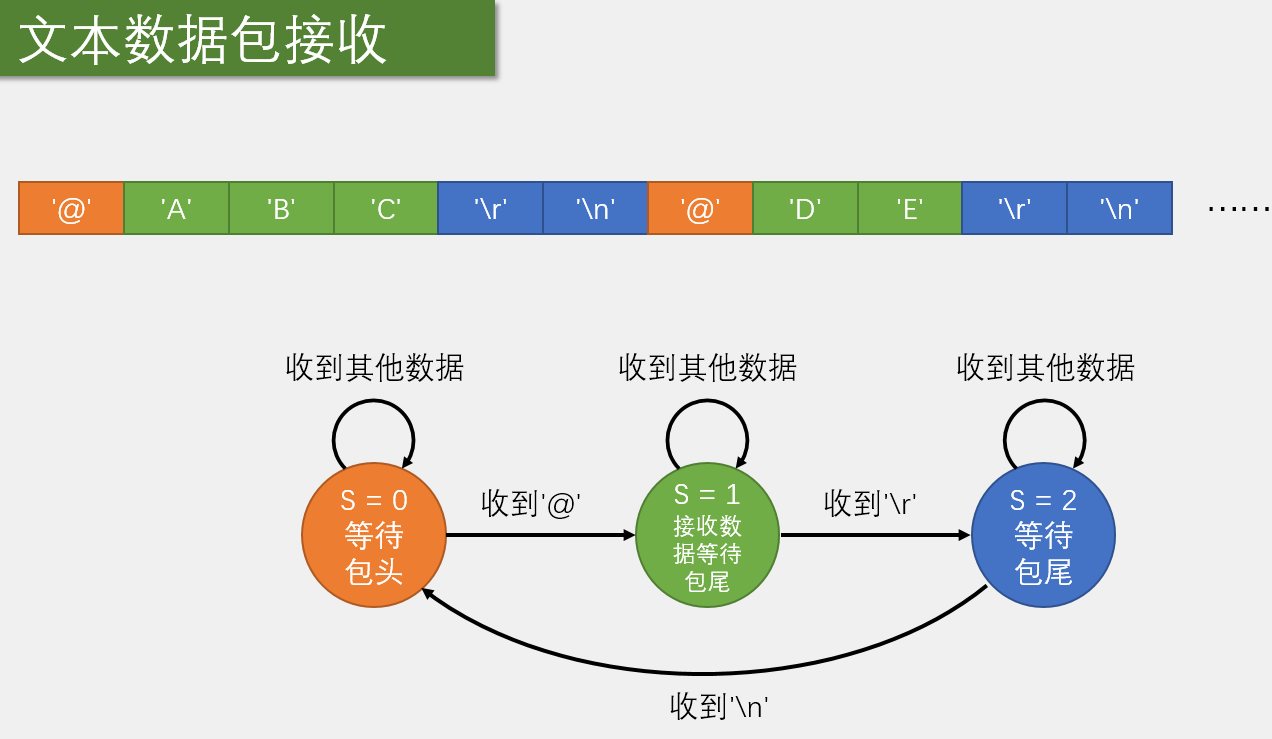 文本数据包接收
'@' 'A' 'B' 'C' '\r' '\n' '@' 'D' 'E' '\r' '\n' ……
收到其他数据 收到其他数据 收到其他数据
S = 0
等待
包头
收到'@'
S = 1
接收数
据等待
包尾
收到'\r'
S = 2
等待
包尾
收到'\n'